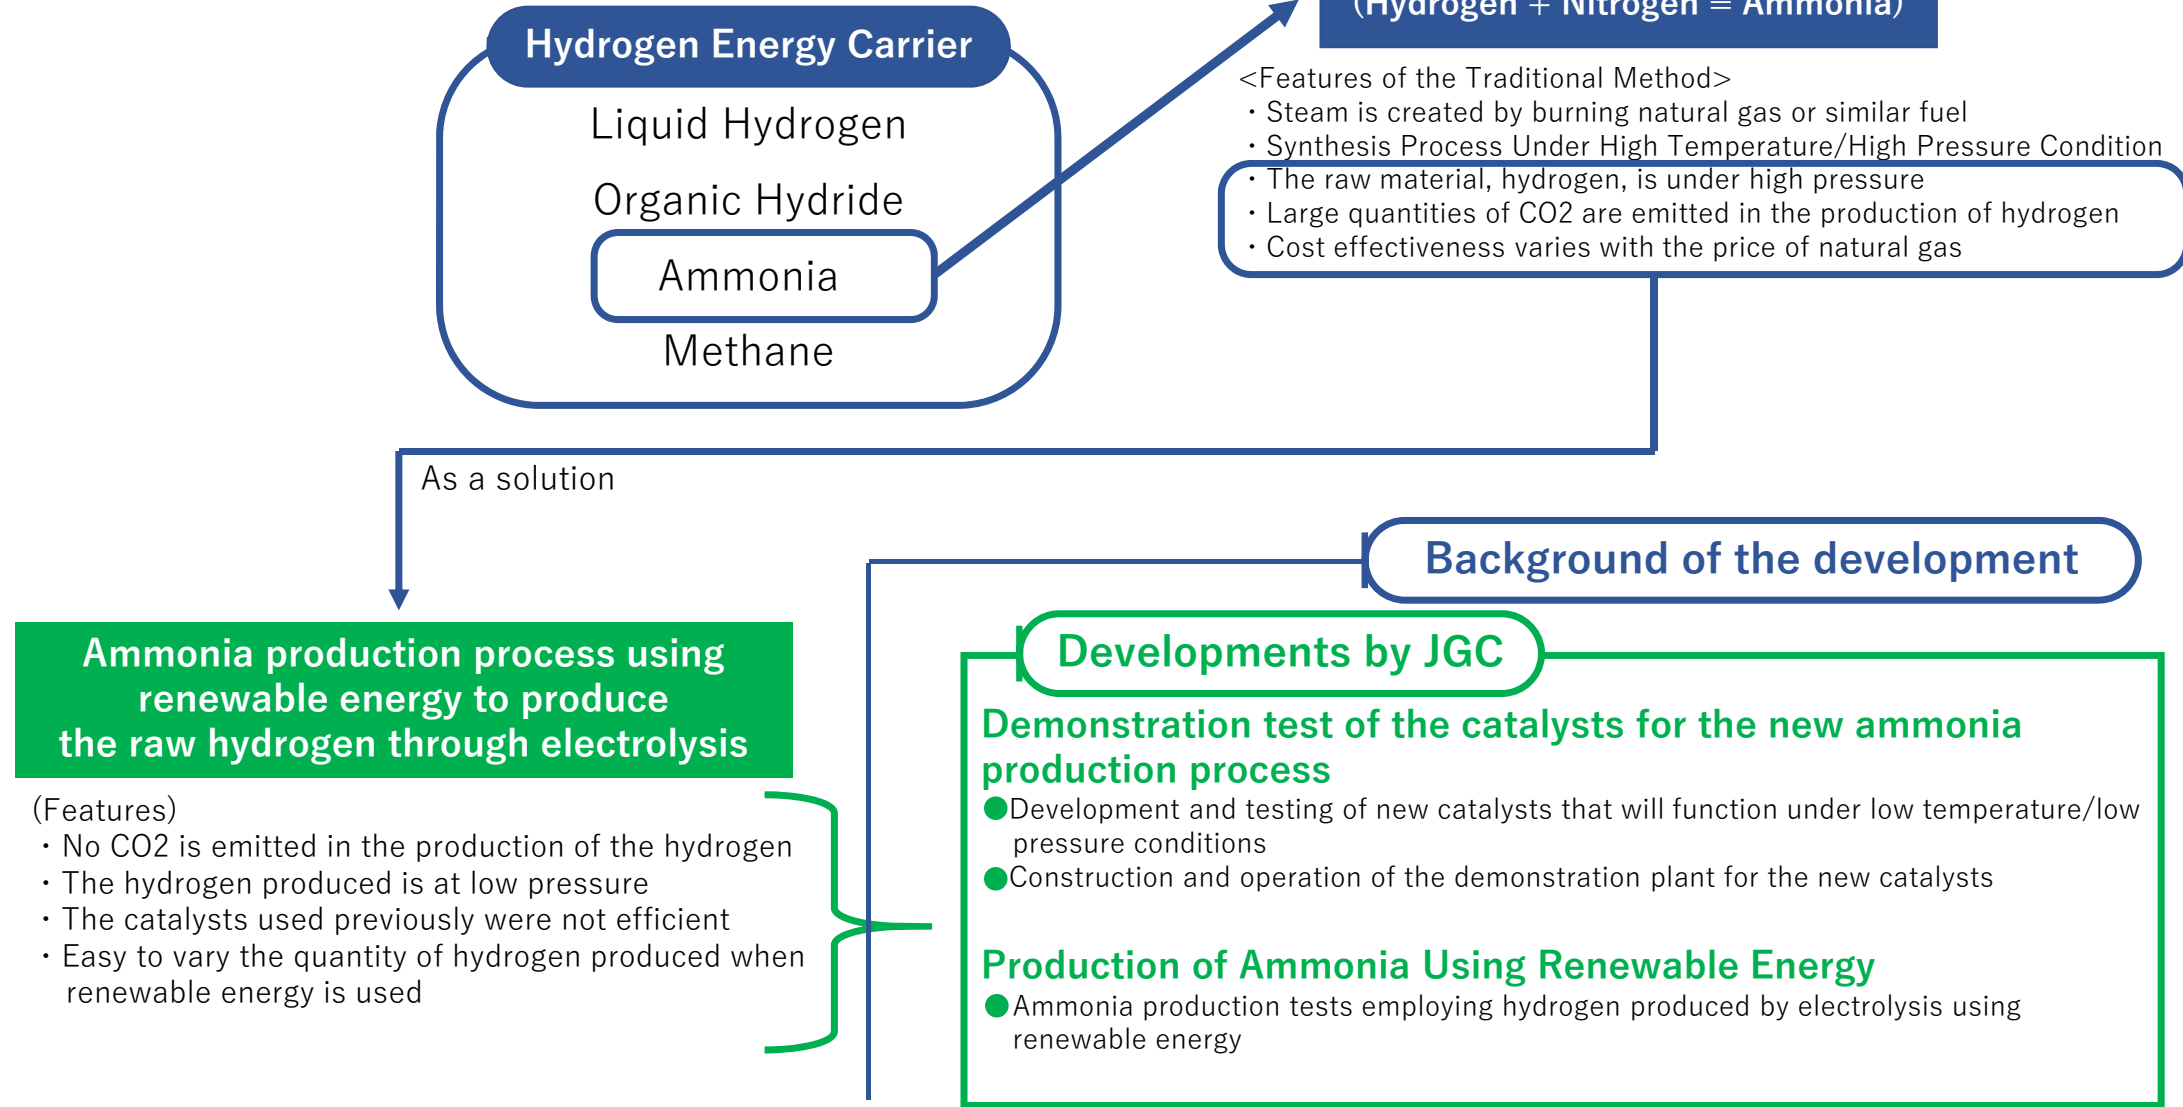 (Hydrogen + Nitrogen = Ammonia)
Hydrogen Energy Carrier
Liquid Hydrogen
Organic Hydride
Ammonia
Methane
<Features of the Traditional Method>
・Steam is created by burning natural gas or similar fuel
・Synthesis Process Under High Temperature/High Pressure Condition
・The raw material, hydrogen, is under high pressure
・Large quantities of CO2 are emitted in the production of hydrogen
・Cost effectiveness varies with the price of natural gas
As a solution
Background of the development
Ammonia production process using
renewable energy to produce
the raw hydrogen through electrolysis
(Features)
・No CO2 is emitted in the production of the hydrogen
・The hydrogen produced is at low pressure
・The catalysts used previously were not efficient
・Easy to vary the quantity of hydrogen produced when
renewable energy is used
Developments by JGC
Demonstration test of the catalysts for the new ammonia
production process
●Development and testing of new catalysts that will function under low temperature/low
pressure conditions
●Construction and operation of the demonstration plant for the new catalysts
Production of Ammonia Using Renewable Energy
●Ammonia production tests employing hydrogen produced by electrolysis using
renewable energy